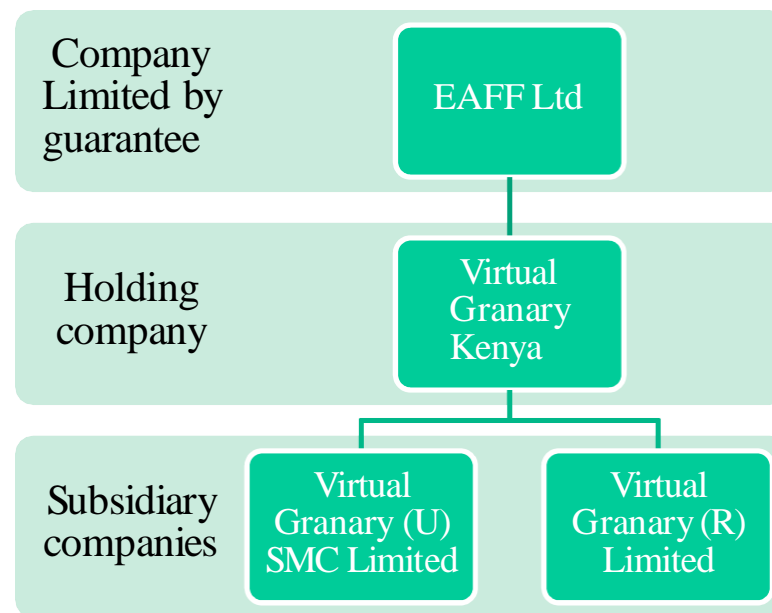 Company
Limited by
guarantee
EAFF Ltd
Holding
company
Virtual
Granary
Kenya
Subsidiary
companies
Virtual
Granary (U)
SMC Limited
Virtual
Granary (R)
Limited